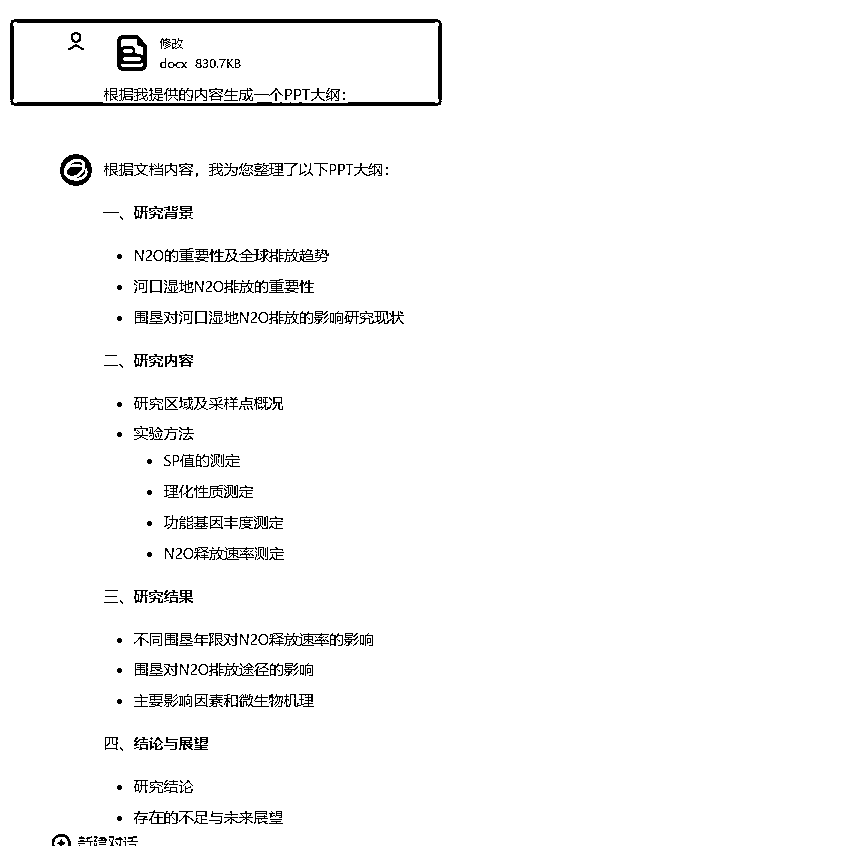 修改
docx 830.7KB
根据我提供的内容生成一个PPT大纲：
根据文档内容，我为您整理了以下PPT大纲：
一、研究背景
• N2O的重要性及全球排放趋势
• 河口湿地N2O排放的重要性
• 围垦对河口湿地N2O排放的影响研究现状
二、研究内容
• 研究区域及采样点概况
• 实验方法
• SP值的测定
• 理化性质测定
• 功能基因丰度测定
• N2O释放速率测定
三、研究结果
• 不同围垦年限对N2O释放速率的影响
• 围垦对N2O排放途径的影响
• 主要影响因素和微生物机理
四、结论与展望
• 研究结论
• 存在的不足与未来展望
新建对话